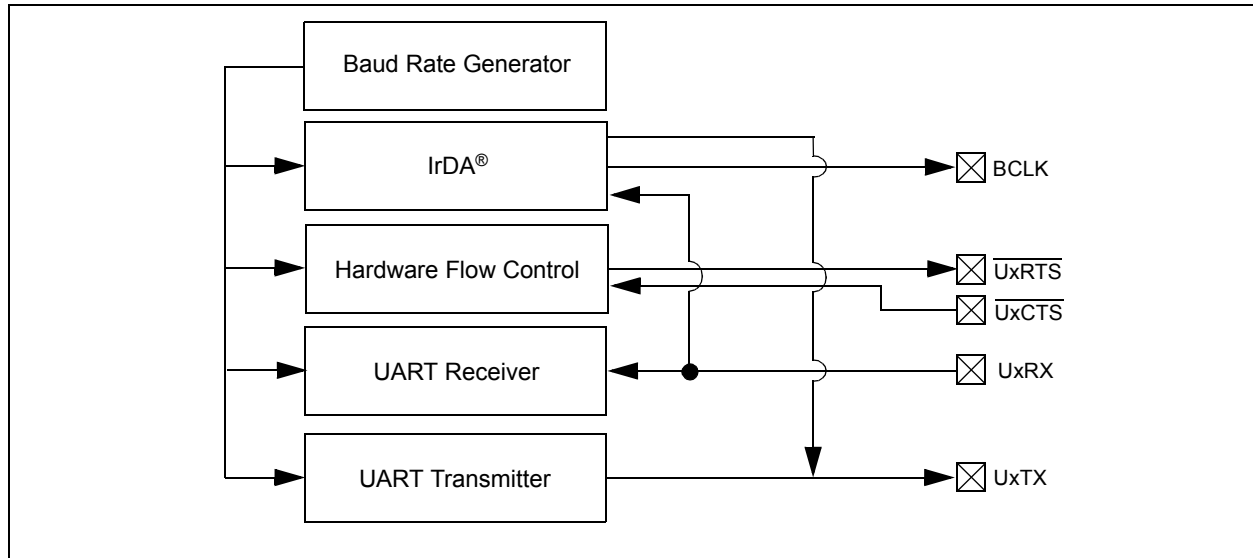 Baud Rate Generator
IrDA®
BCLK
Hardware Flow Control
UxRTS
UxCTS
UART Receiver
UxRX
UART Transmitter
UxTX